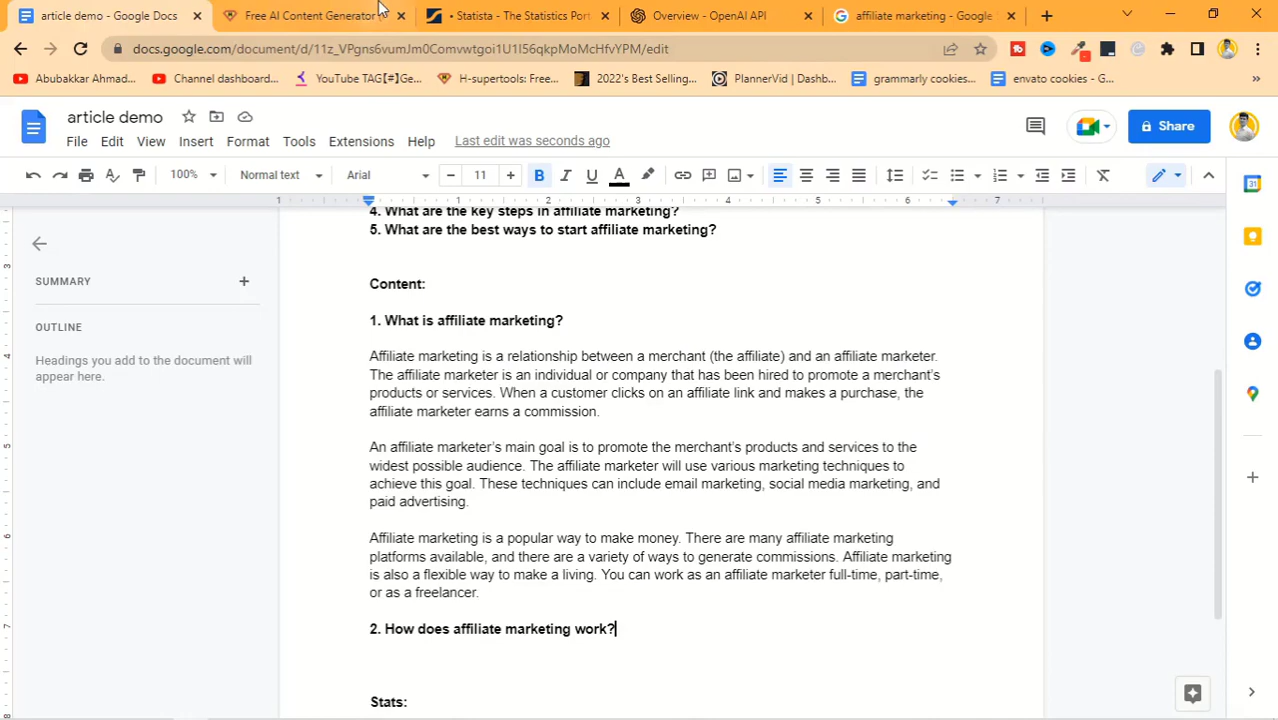 article demo - Google Docs
Free AI Content Generator
• Statista - The Statistics Port
Overview - OpenAI API
affiliate marketing - Google
docs.google.com/document/d/11z_VPgns6vumJm0Comvwtgoi1U1I56qkpMoMcHfvYPM/edit
Abubakkar Ahmad...
Channel dashboard...
YouTube TAG【#】Ge...
H-supertools: Free...
2022's Best Selling...
PlannerVid | Dashb...
grammarly cookies...
envato cookies - G...
article demo
Share
File Edit View Insert Format Tools Extensions Help Last edit was seconds ago
100% Normal text Arial 11 B I U A
1 1 2 3 4 5 6 7
4. What are the key steps in affiliate marketing?
5. What are the best ways to start affiliate marketing?
SUMMARY
Content:
OUTLINE
1. What is affiliate marketing?
Headings you add to the document will
appear here.
Affiliate marketing is a relationship between a merchant (the affiliate) and an affiliate marketer.
The affiliate marketer is an individual or company that has been hired to promote a merchant's
products or services. When a customer clicks on an affiliate link and makes a purchase, the
affiliate marketer earns a commission.
An affiliate marketer's main goal is to promote the merchant's products and services to the
widest possible audience. The affiliate marketer will use various marketing techniques to
achieve this goal. These techniques can include email marketing, social media marketing, and
paid advertising.
Affiliate marketing is a popular way to make money. There are many affiliate marketing
platforms available, and there are a variety of ways to generate commissions. Affiliate marketing
is also a flexible way to make a living. You can work as an affiliate marketer full-time, part-time,
or as a freelancer.
2. How does affiliate marketing work?
Stats: